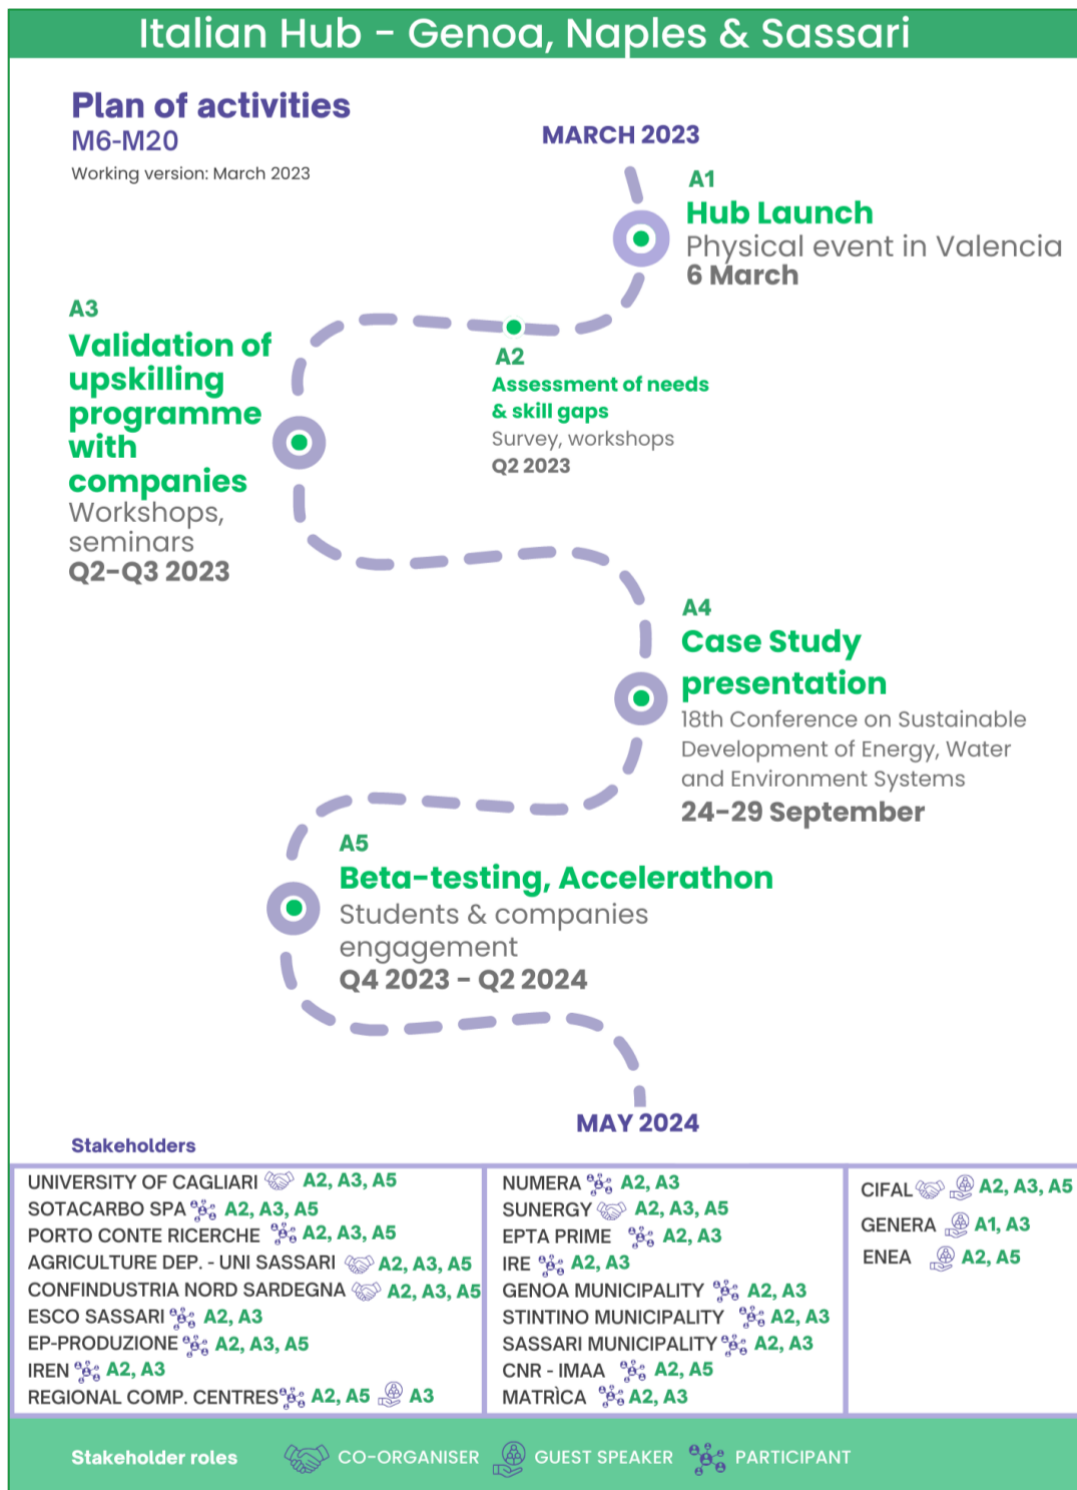 Italian Hub - Genoa, Naples & Sassari
Plan of activities
M6-M20
Working version: March 2023
MARCH 2023
A1
Hub Launch
Physical event in Valencia
6 March
A2
Assessment of needs
& skill gaps
Survey, workshops
Q2 2023
A3
Validation of
upskilling
programme
with
companies
Workshops,
seminars
Q2-Q3 2023
A4
Case Study
presentation
18th Conference on Sustainable
Development of Energy, Water
and Environment Systems
24-29 September
A5
Beta-testing, Accelerathon
Students & companies
engagement
Q4 2023 - Q2 2024
MAY 2024
Stakeholders
UNIVERSITY OF CAGLIARI A2, A3, A5
SOTACARBO SPA A2, A3, A5
PORTO CONTE RICERCHE A2, A3, A5
AGRICULTURE DEP. - UNI SASSARI A2, A3, A5
CONFINDUSTRIA NORD SARDEGNA A2, A3, A5
ESCO SASSARI A2, A3
EP-PRODUZIONE A2, A3, A5
IREN A2, A3
REGIONAL COMP. CENTRES A2, A5 A3
NUMERA A2, A3
SUNERGY A2, A3, A5
EPTA PRIME A2, A3
IRE A2, A3
GENOA MUNICIPALITY A2, A3
STINTINO MUNICIPALITY A2, A3
SASSARI MUNICIPALITY A2, A3
CNR - IMAA A2, A5
MATRÌCA A2, A3
CIFAL A2, A3, A5
GENERA A1, A3
ENEA A2, A5
Stakeholder roles CO-ORGANISER GUEST SPEAKER PARTICIPANT